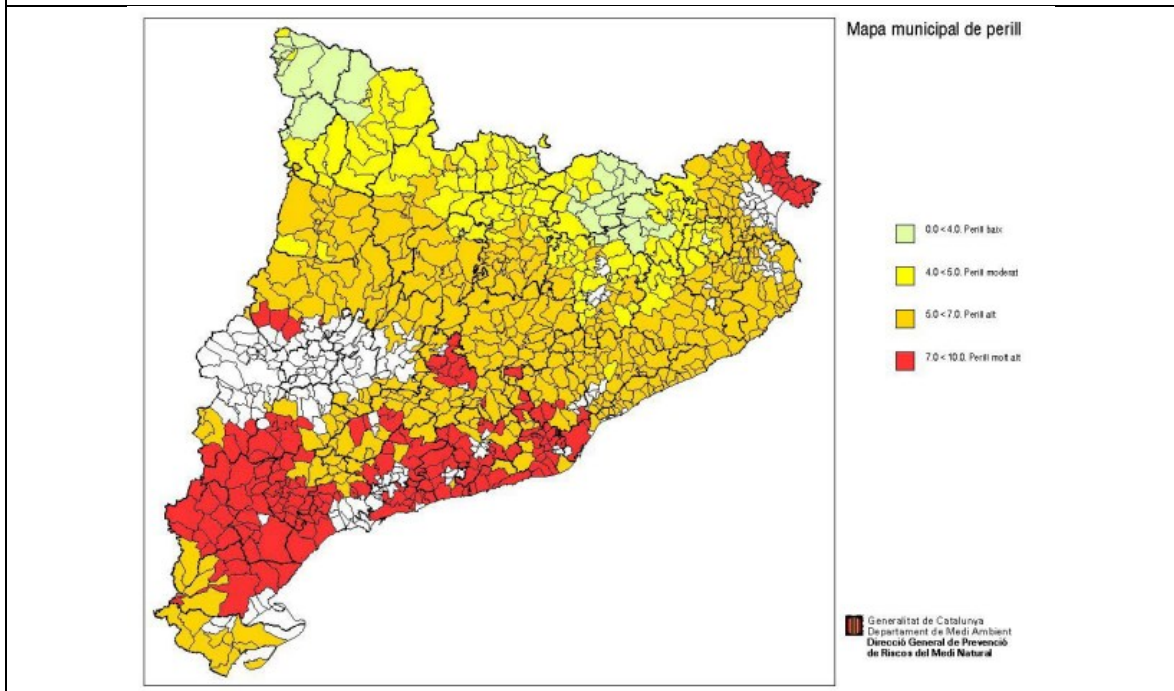 Mapa municipal de perill
0.0 < 4.0. Perill baix
4.0 < 5.0. Perill moderat
5.0 < 7.0. Perill alt
7.0 < 10.0. Perill molt alt
Generalitat de Catalunya
Departament de Medi Ambient
Direcció General de Prevenció
de Riscos del Medi Natural